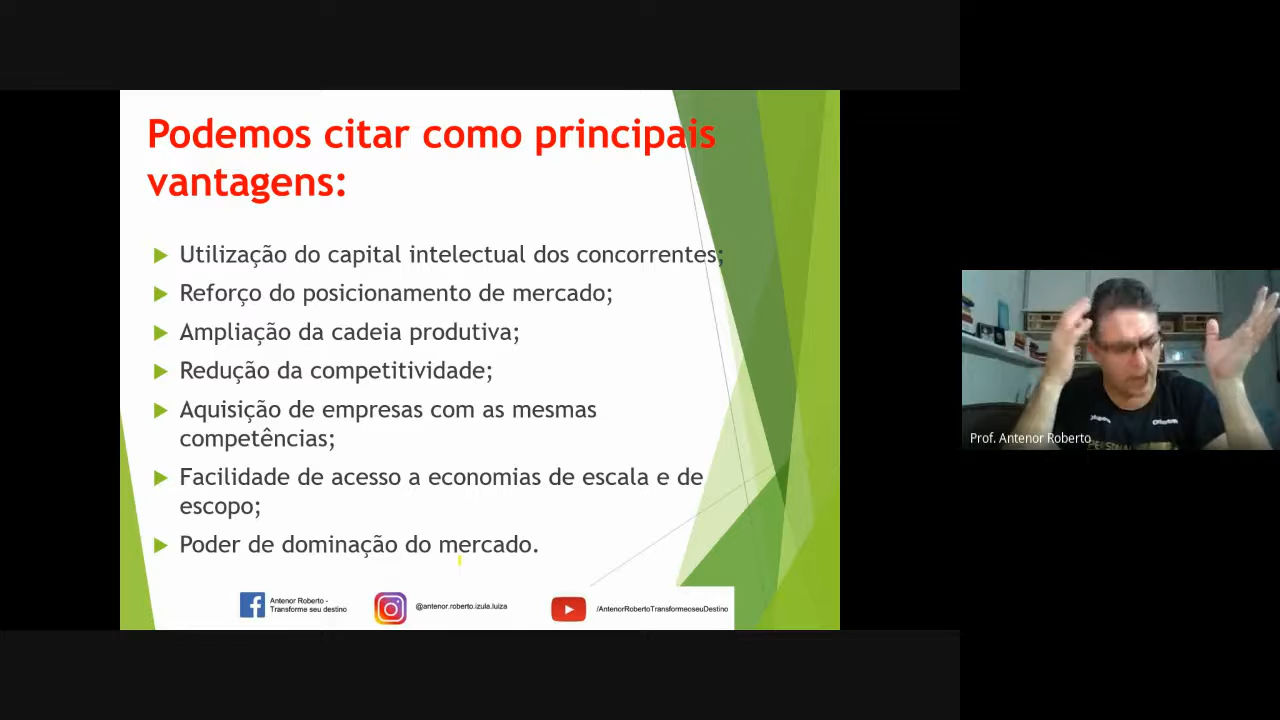 Podemos citar como principais
vantagens:
Utilização do capital intelectual dos concorrentes;
Reforço do posicionamento de mercado;
Ampliação da cadeia produtiva;
Redução da competitividade;
Aquisição de empresas com as mesmas
competências;
Facilidade de acesso a economias de escala e de
escopo;
Poder de dominação do mercado.
Antenor Roberto -
Transforme seu destino
@antenor.roberto.izula.luiza
/AntenorRobertoTransformeoseuDestino
Prof. Antenor Roberto